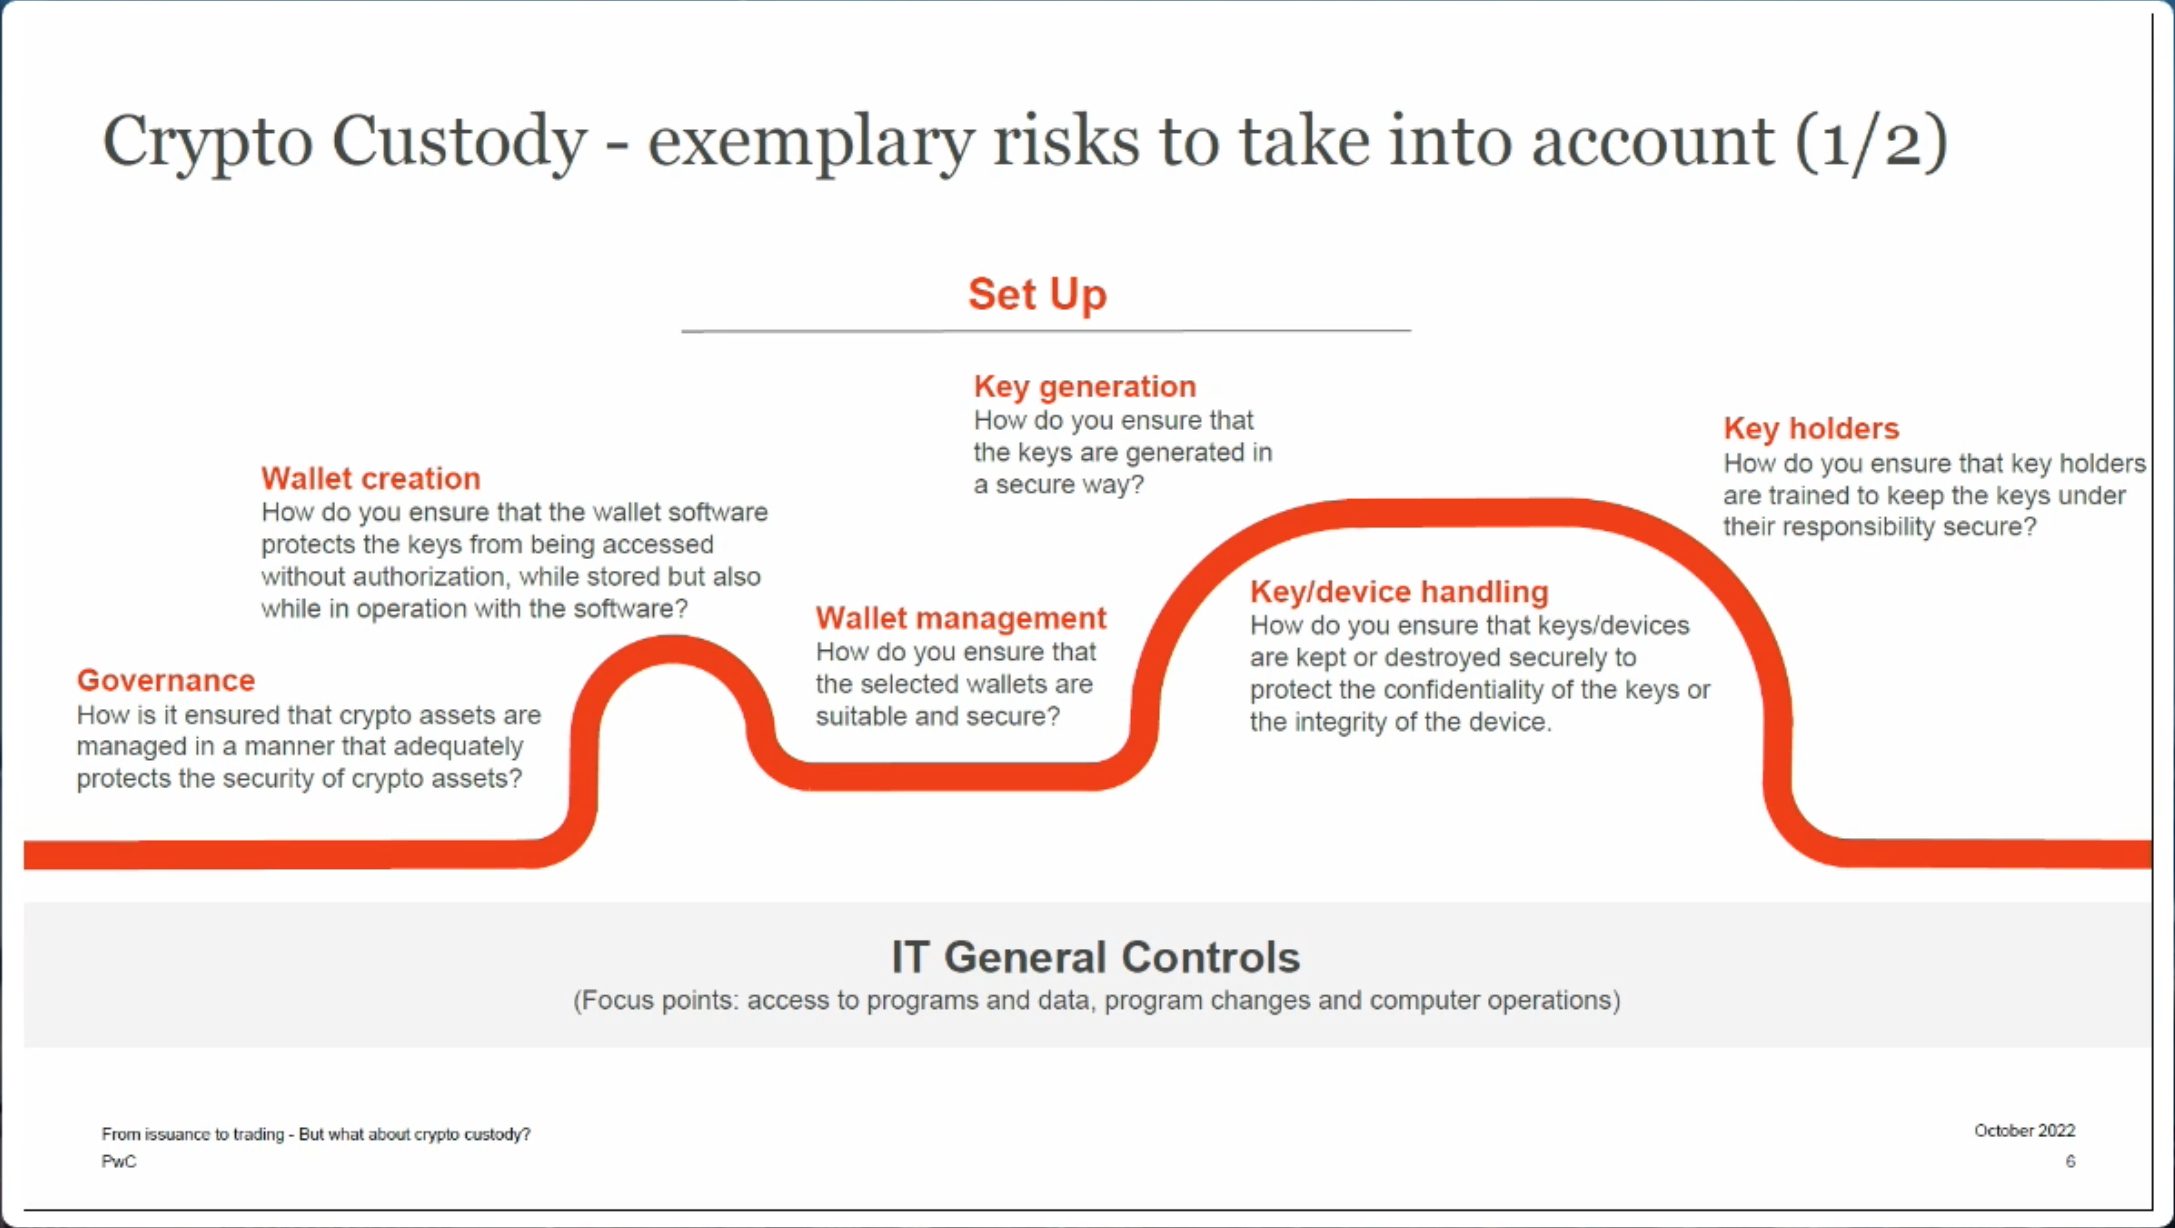 Crypto Custody - exemplary risks to take into account (1/2)
Set Up
Governance
How is it ensured that crypto assets are
managed in a manner that adequately
protects the security of crypto assets?
Wallet creation
How do you ensure that the wallet software
protects the keys from being accessed
without authorization, while stored but also
while in operation with the software?
Wallet management
How do you ensure that
the selected wallets are
suitable and secure?
Key generation
How do you ensure that
the keys are generated in
a secure way?
Key/device handling
How do you ensure that keys/devices
are kept or destroyed securely to
protect the confidentiality of the keys or
the integrity of the device.
Key holders
How do you ensure that key holders
are trained to keep the keys under
their responsibility secure?
IT General Controls
(Focus points: access to programs and data, program changes and computer operations)
From issuance to trading - But what about crypto custody?
PwC
October 2022
6